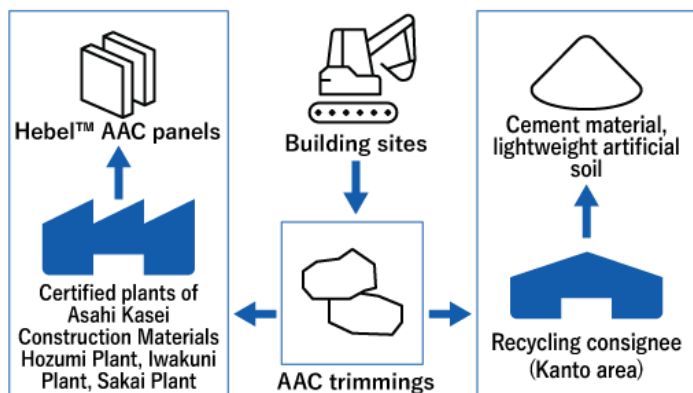 Hebel™ AAC panels
Certified plants of
Asahi Kasei
Construction Materials
Hozumi Plant, Iwakuni
Plant, Sakai Plant
Building sites
AAC trimmings
Cement material,
lightweight artificial
soil
Recycling consignee
(Kanto area)